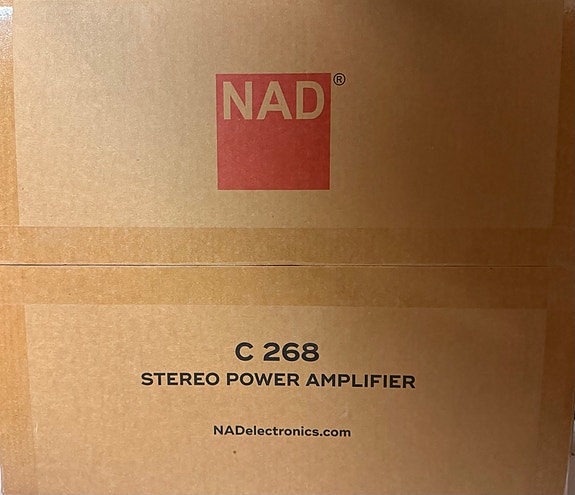 NAD®
C 268
STEREO POWER AMPLIFIER
NADelectronics.com